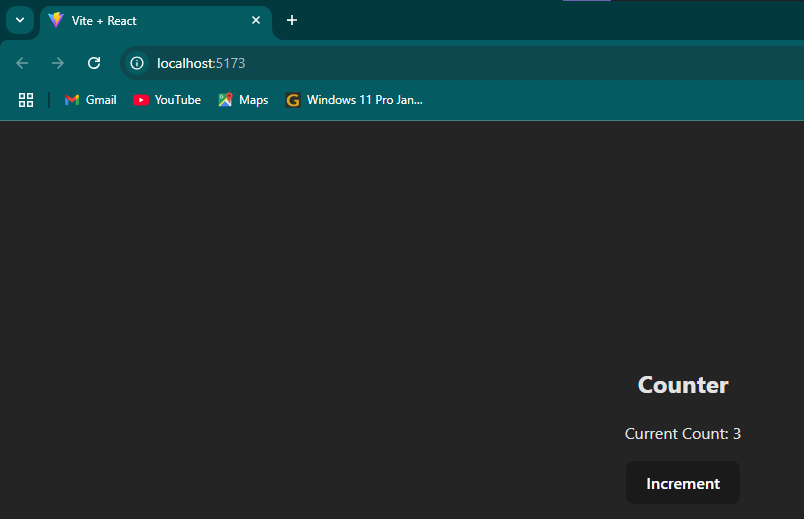 Vite + React
localhost:5173
Gmail YouTube Maps Windows 11 Pro Jan...
Counter
Current Count: 3
Increment